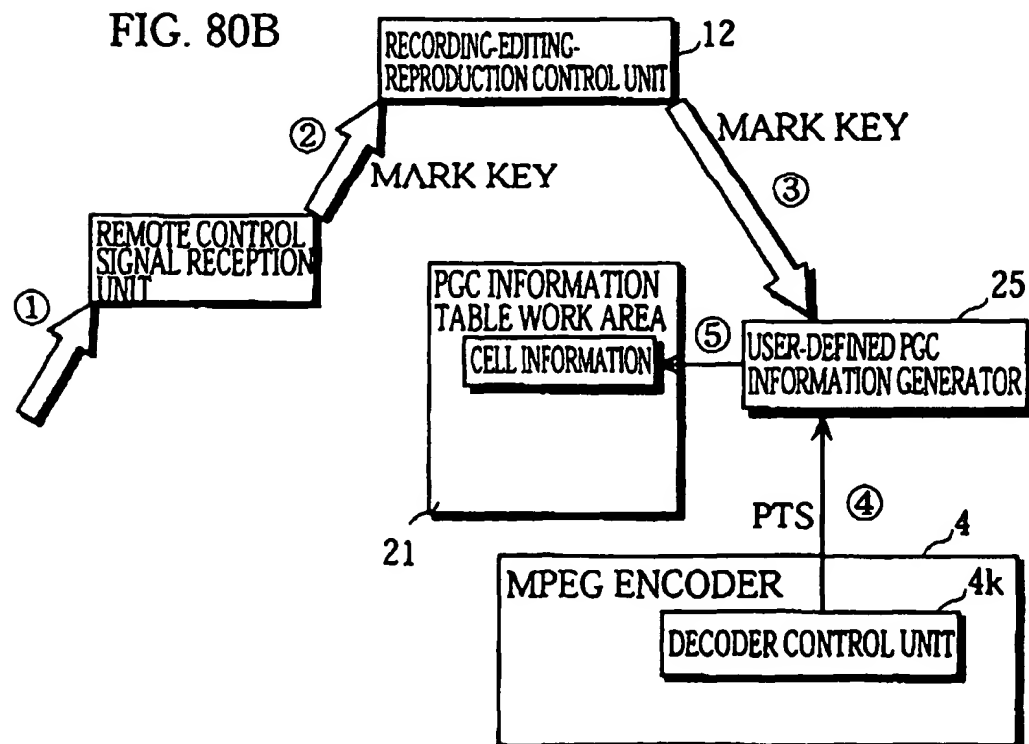 FIG. 80B
RECORDING-EDITING-
REPRODUCTION CONTROL UNIT
12
②
MARK KEY
MARK KEY
③
REMOTE CONTROL
SIGNAL RECEPTION
UNIT
①
PGC INFORMATION
TABLE WORK AREA
CELL INFORMATION
21
⑤
25
USER-DEFINED PGC
INFORMATION GENERATOR
PTS
④
4
MPEG ENCODER
4k
DECODER CONTROL UNIT